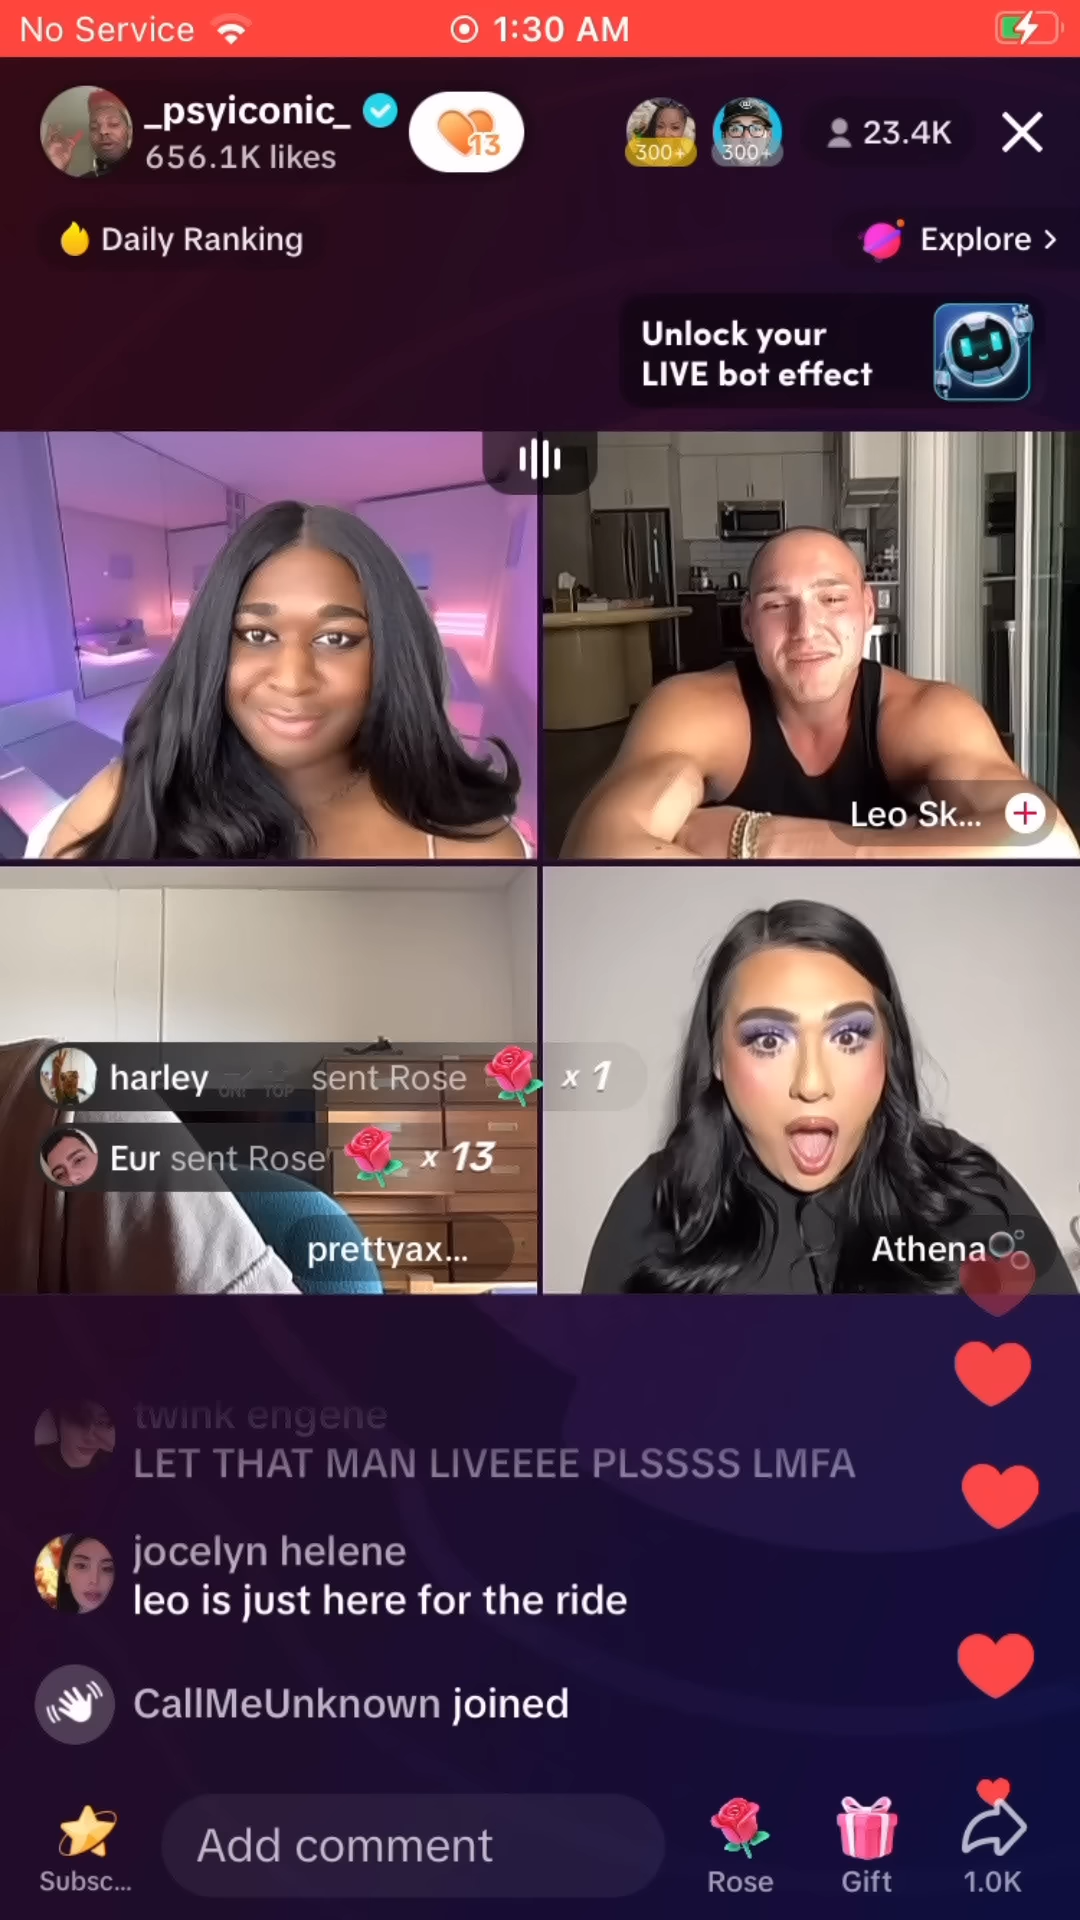 No Service 1:30 AM
_psyiconic_
656.1K likes
13
300+ 300+
23.4K
Daily Ranking
Explore >
Unlock your
LIVE bot effect
Leo Sk...
harley ON! TOP sent Rose x 1
Eur sent Rose x 13
prettyax...
Athena
twink engene
LET THAT MAN LIVEEEE PLSSSS LMFA
jocelyn helene
leo is just here for the ride
CallMeUnknown joined
Add comment
Subsc...
Rose
Gift
1.0K